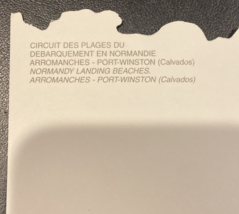 CIRCUIT DES PLAGES DU
DEBARQUEMENT EN NORMANDIE
ARROMANCHES - PORT-WINSTON (Calvados)
NORMANDY LANDING BEACHES.
ARROMANCHES - PORT-WINSTON (Calvados)